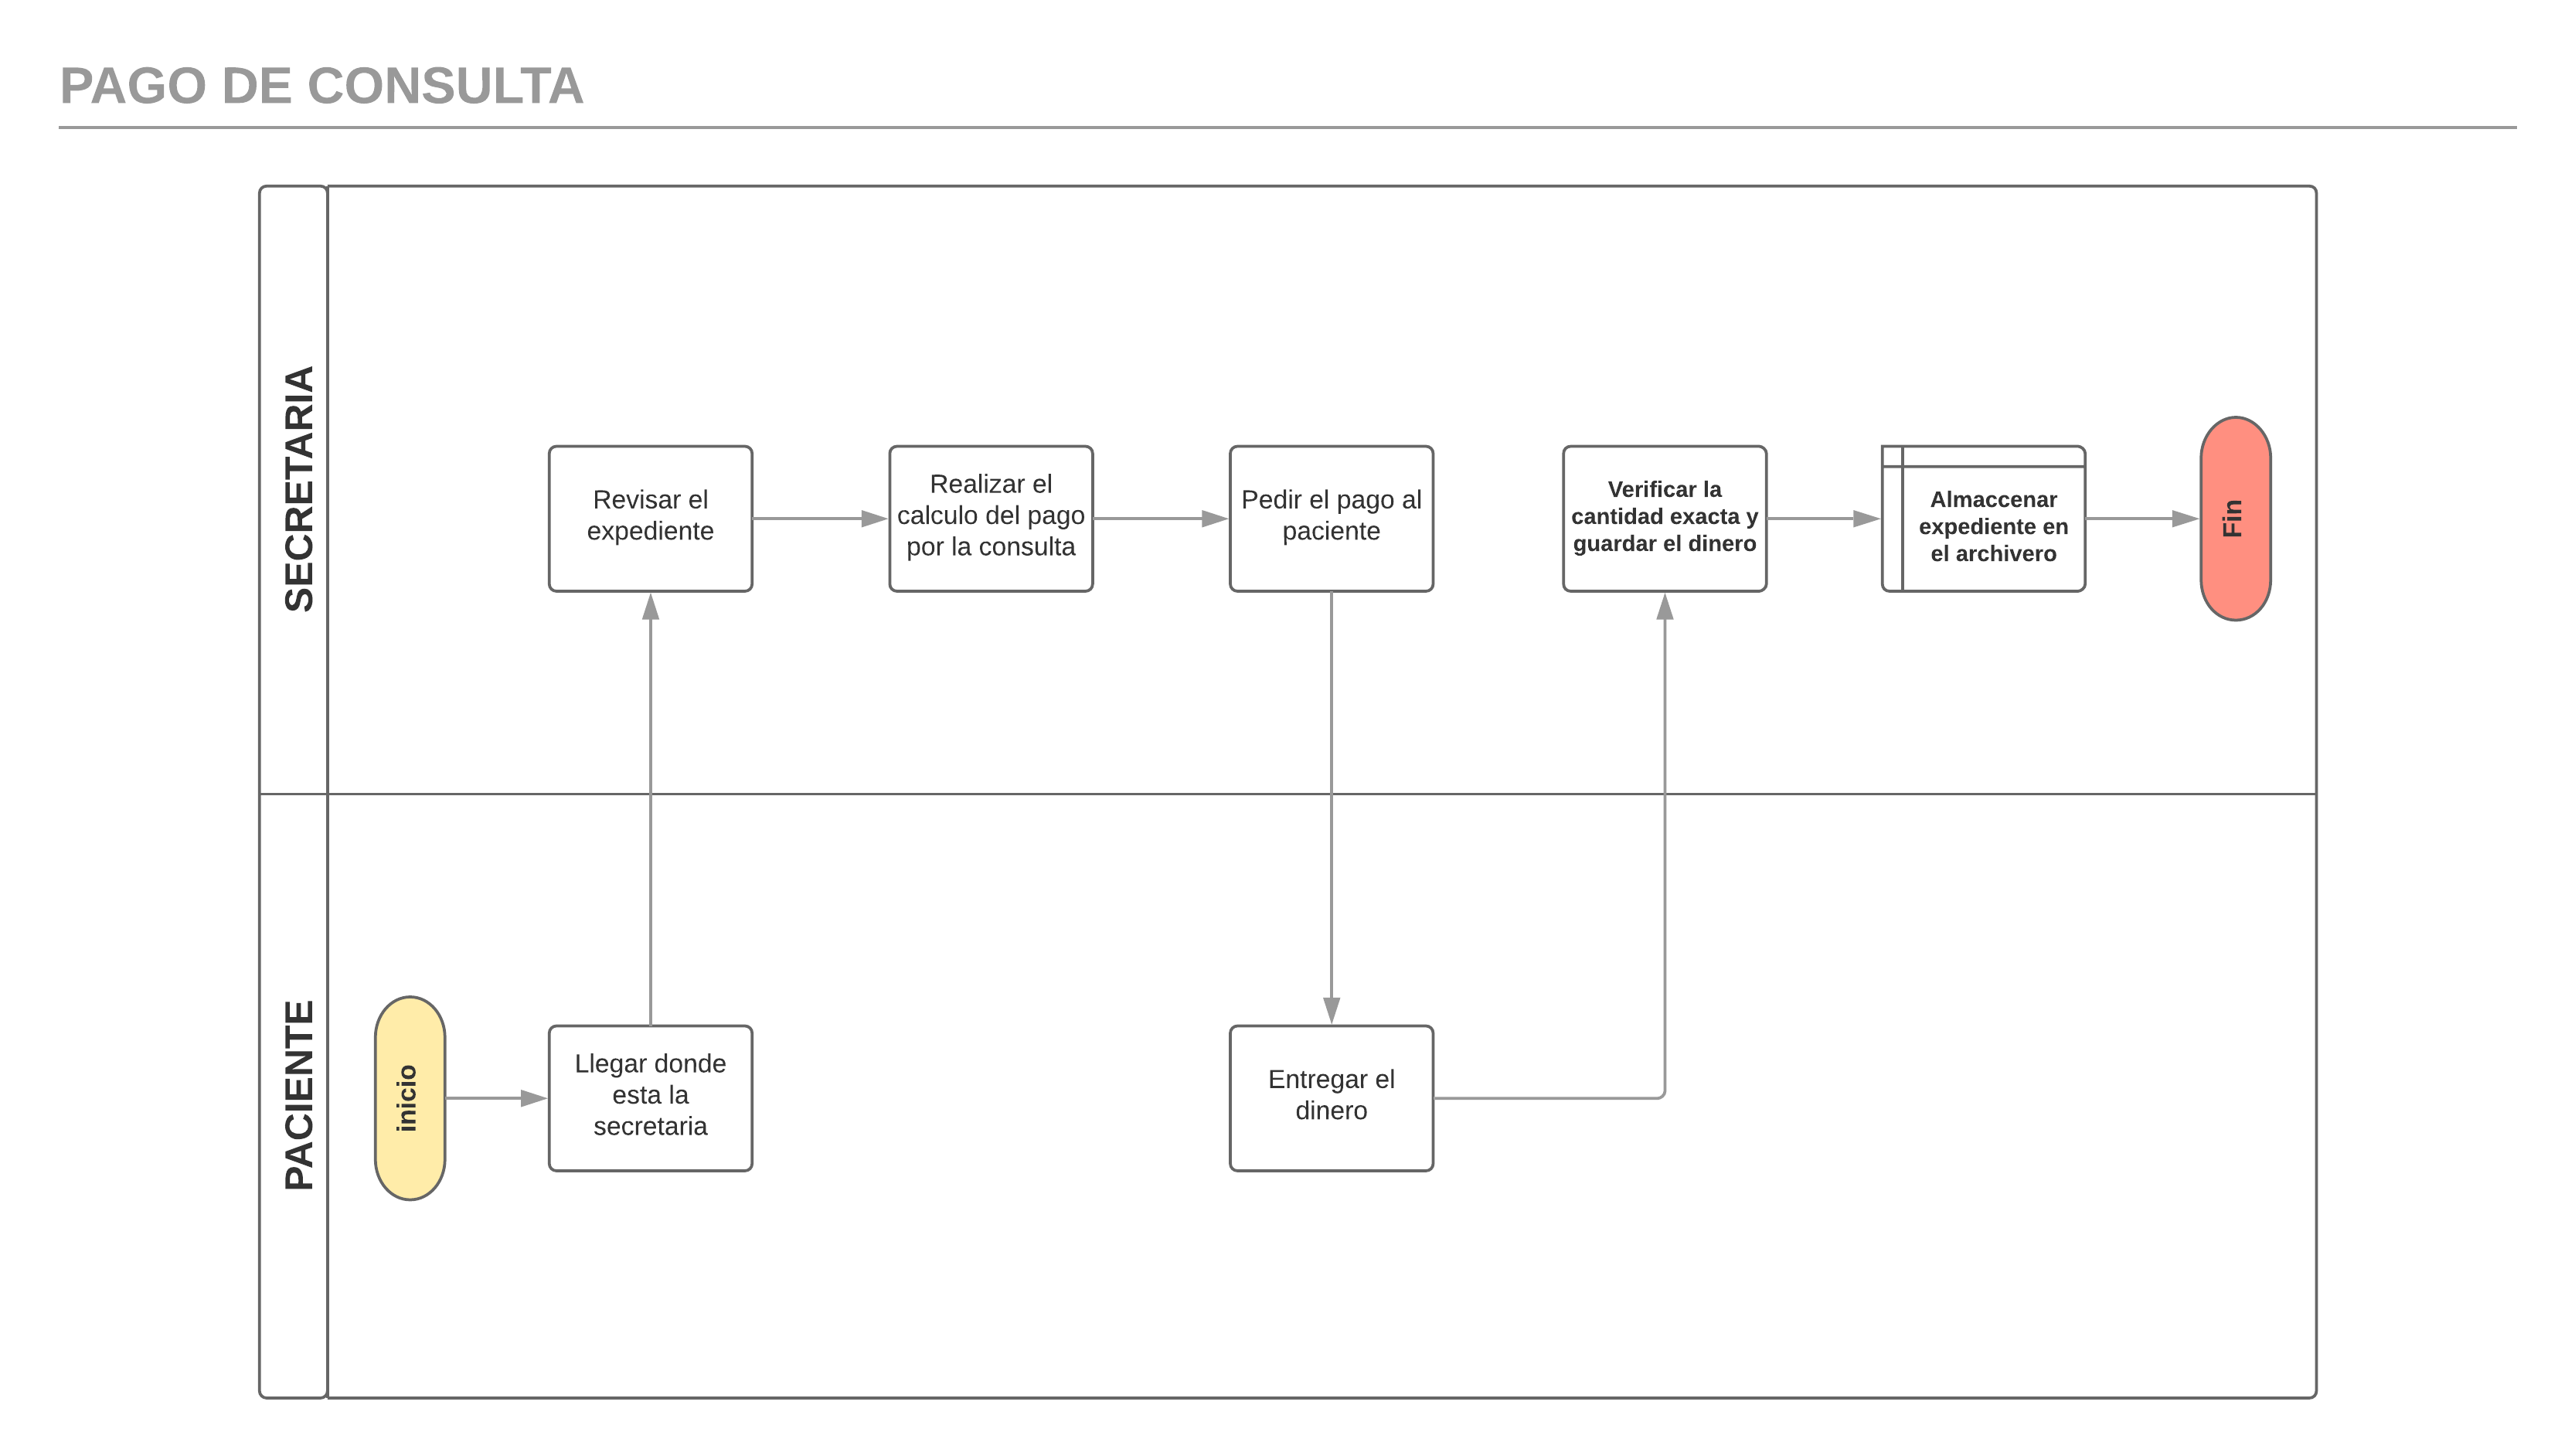 PAGO DE CONSULTA
SECRETARIA
Revisar el
expediente
Realizar el
calculo del pago
por la consulta
Pedir el pago al
paciente
Verificar la
cantidad exacta y
guardar el dinero
Almaccenar
expediente en
el archivero
Fin
PACIENTE
inicio
Llegar donde
esta la
secretaria
Entregar el
dinero